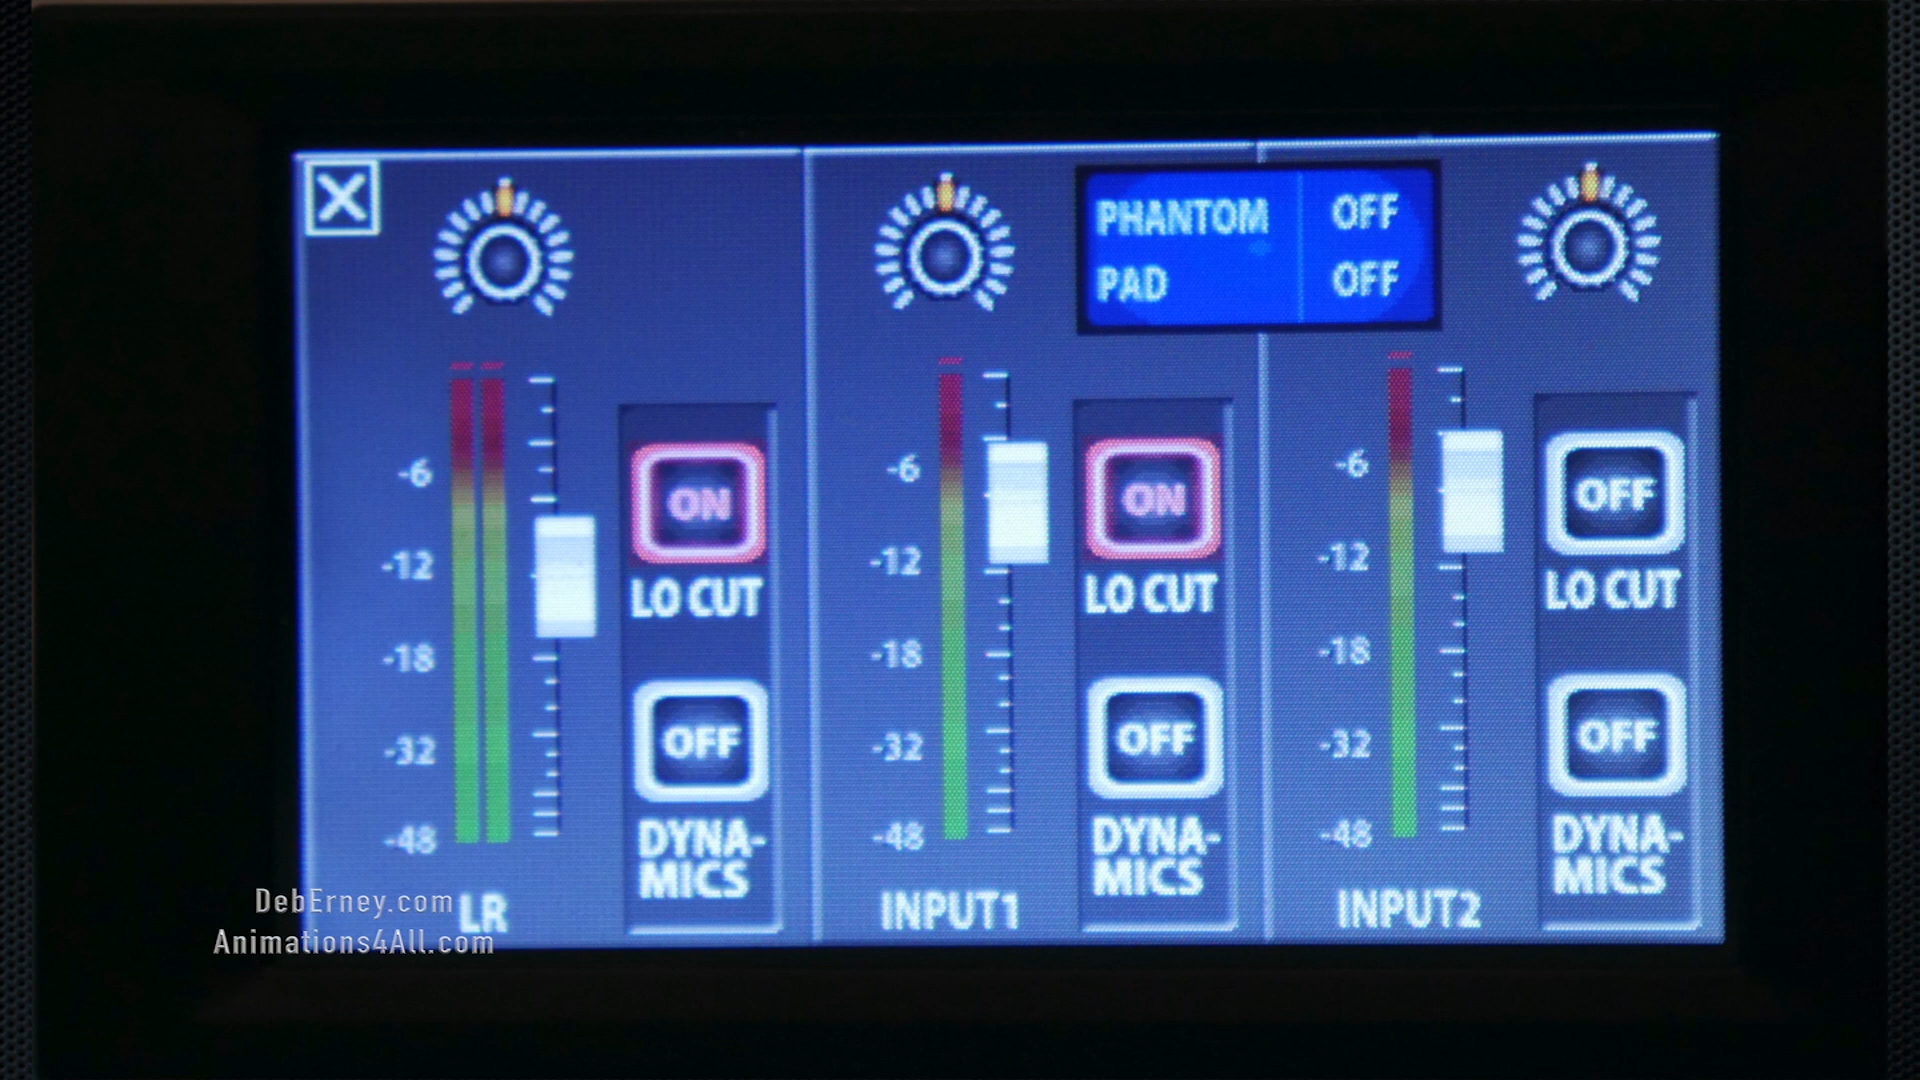 X
PHANTOM OFF
PAD OFF
-6
-12
-18
-32
-48
ON
LO CUT
OFF
DYNA-
MICS
LR
-6
-12
-18
-32
-48
ON
LO CUT
OFF
DYNA-
MICS
INPUT1
-6
-12
-18
-32
-48
OFF
LO CUT
OFF
DYNA-
MICS
INPUT2
DebErney.com
Animations4All.com